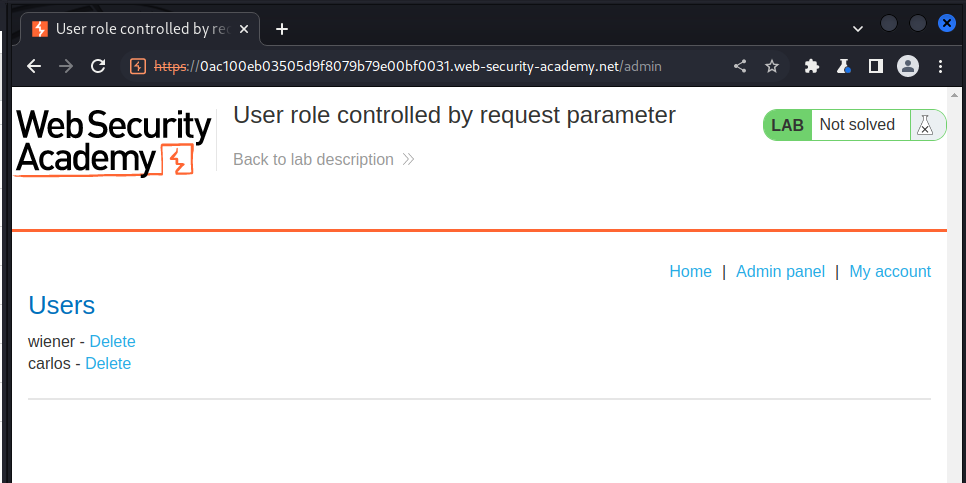 User role controlled by rec
https://0ac100eb03505d9f8079b79e00bf0031.web-security-academy.net/admin
Web Security
Academy
User role controlled by request parameter
Back to lab description
LAB Not solved
Home | Admin panel | My account
Users
wiener - Delete
carlos - Delete